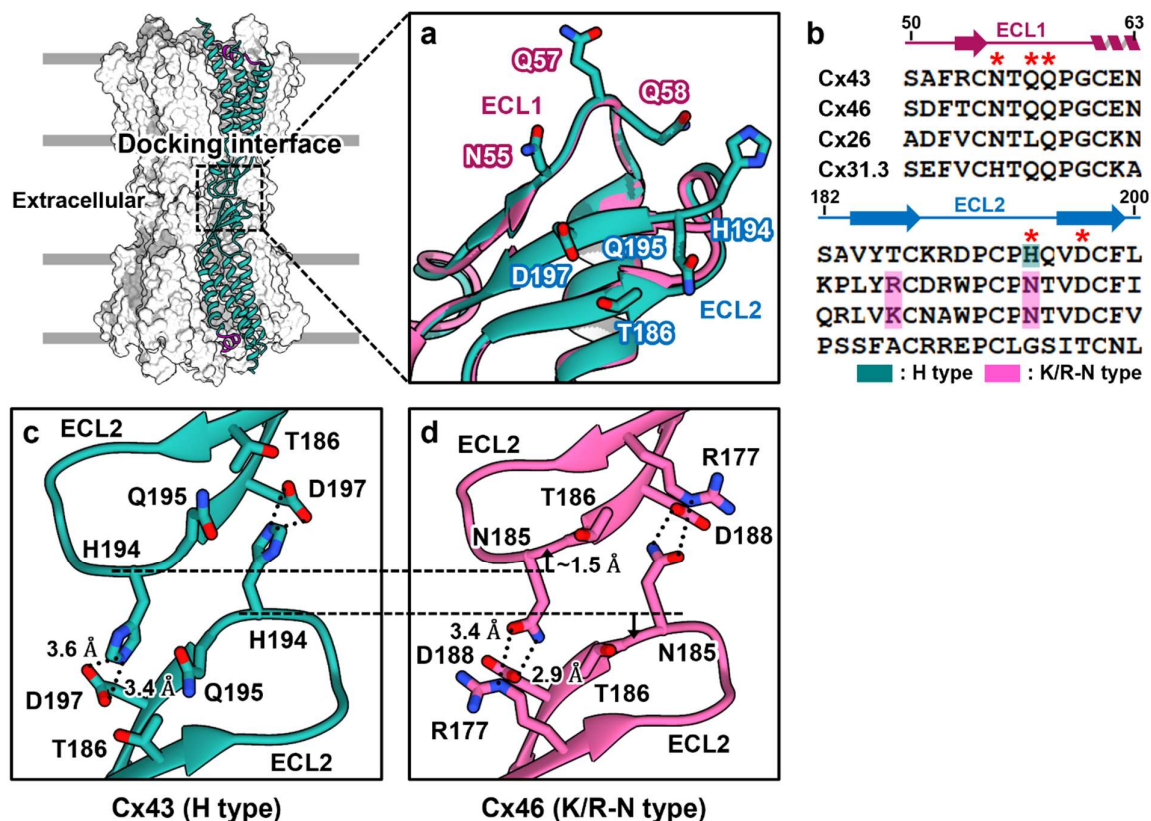 Docking interface
Extracellular
a
Q57
ECL1
Q58
N55
H194
Q195
D197
ECL2
T186
b
50 63
ECL1
* **
Cx43 SAFRCNTQQPGCEN
Cx46 SDFTCNTQQPGCEN
Cx26 ADFVCNTLQPGCKN
Cx31.3 SEFVCHTQQPGCKA
182 200
ECL2
* *
SAVYTCKRDPCPHQVDCFL
KPLYRCDRWPCPNTVDCFI
QRLVKCNAWPCPNTVDCFV
PSSFACRREPCLGSITCNL
: H type : K/R-N type
c
ECL2
T186
Q195
D197
H194
H194
3.6 Å
Q195
D197
3.4 Å
T186
ECL2
Cx43 (H type)
d
ECL2
R177
T186
N185
D188
~1.5 Å
3.4 Å
N185
D188
2.9 Å
T186
R177
ECL2
Cx46 (K/R-N type)